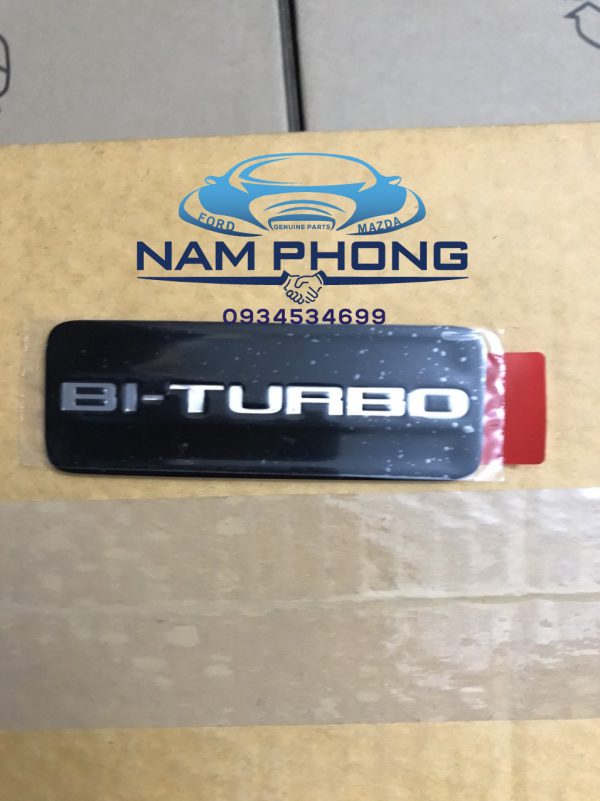 FORD
GENUINE PARTS
MAZDA
NAM PHONG
0934534699
BI-TURBO